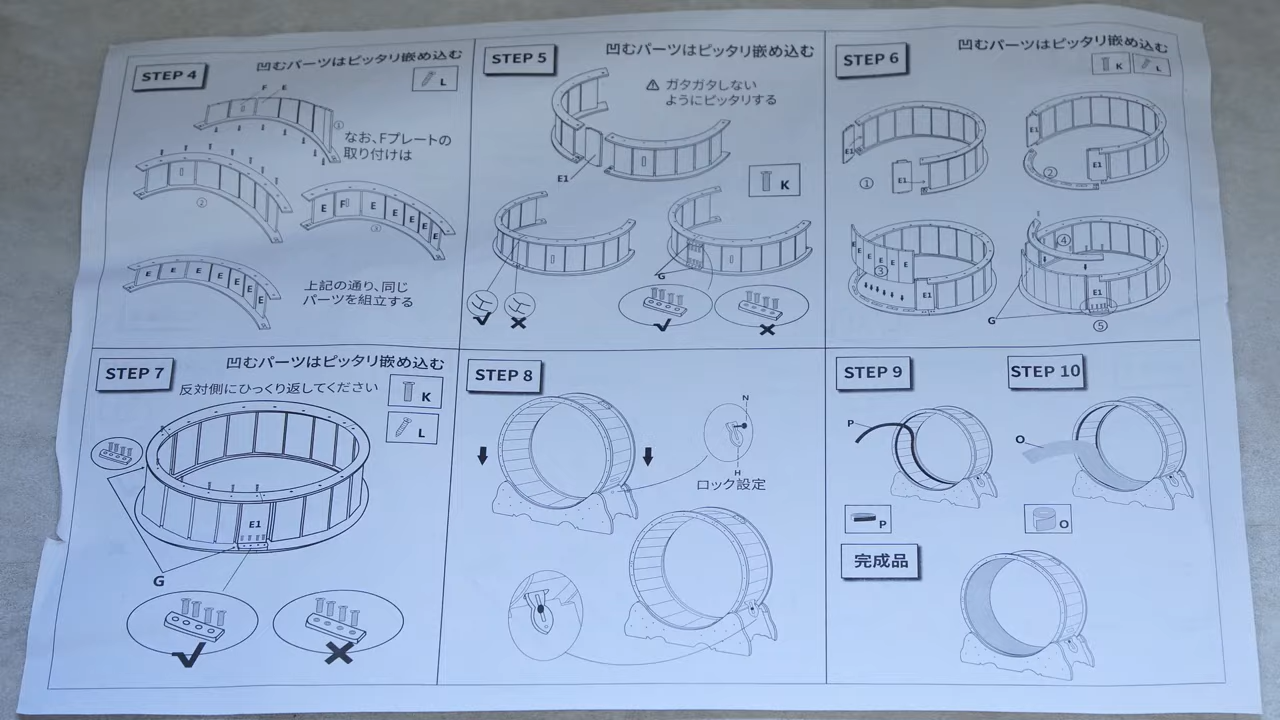 STEP 4
凹むパーツはピッタリ嵌め込む
L
F E
①
なお、Fプレートの
取り付けは
②
E F E E E E E
③
E E E E E E E
上記の通り、同じ
パーツを組立する
STEP 5
凹むパーツはピッタリ嵌め込む
ガタガタしない
ようにピッタリする
E1
K
G
STEP 6
凹むパーツはピッタリ嵌め込む
K L
E1
E1
①
E1
E1
②
E E E E E
③
E1
④
E1
G
⑤
STEP 7
凹むパーツはピッタリ嵌め込む
反対側にひっくり返してください
K
L
E1
G
STEP 8
N
H
ロック設定
STEP 9
P
P
STEP 10
O
O
完成品